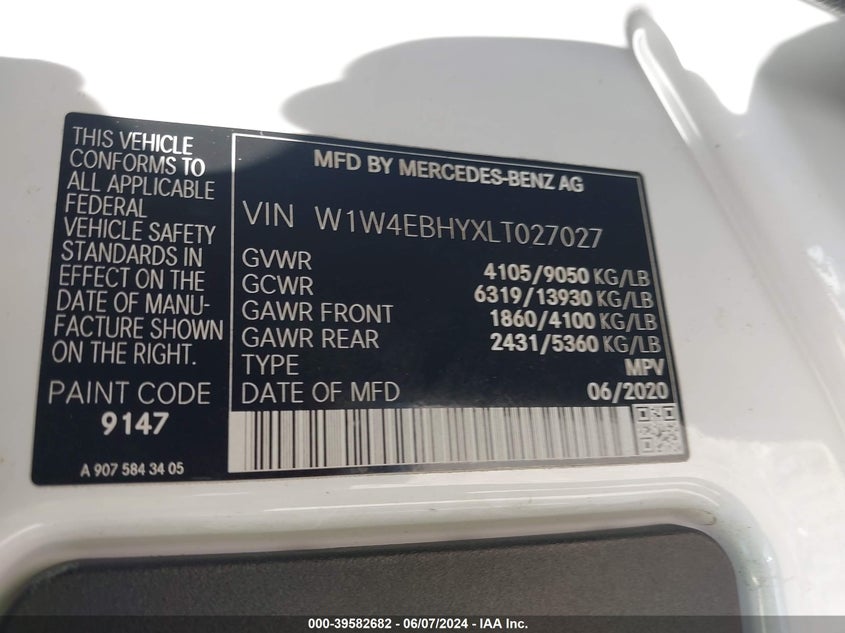 THIS VEHICLE
CONFORMS TO
ALL APPLICABLE
FEDERAL
VEHICLE SAFETY
STANDARDS IN
EFFECT ON THE
DATE OF MANU-
FACTURE SHOWN
ON THE RIGHT.
PAINT CODE
9147
A 907 584 34 05
MFD BY MERCEDES-BENZ AG
VIN W1W4EBHYXLT027027
GVWR 4105/9050 KG/LB
GCWR 6319/13930 KG/LB
GAWR FRONT 1860/4100 KG/LB
GAWR REAR 2431/5360 KG/LB
TYPE MPV
DATE OF MFD 06/2020
000-39582682 - 06/07/2024 - IAA Inc.